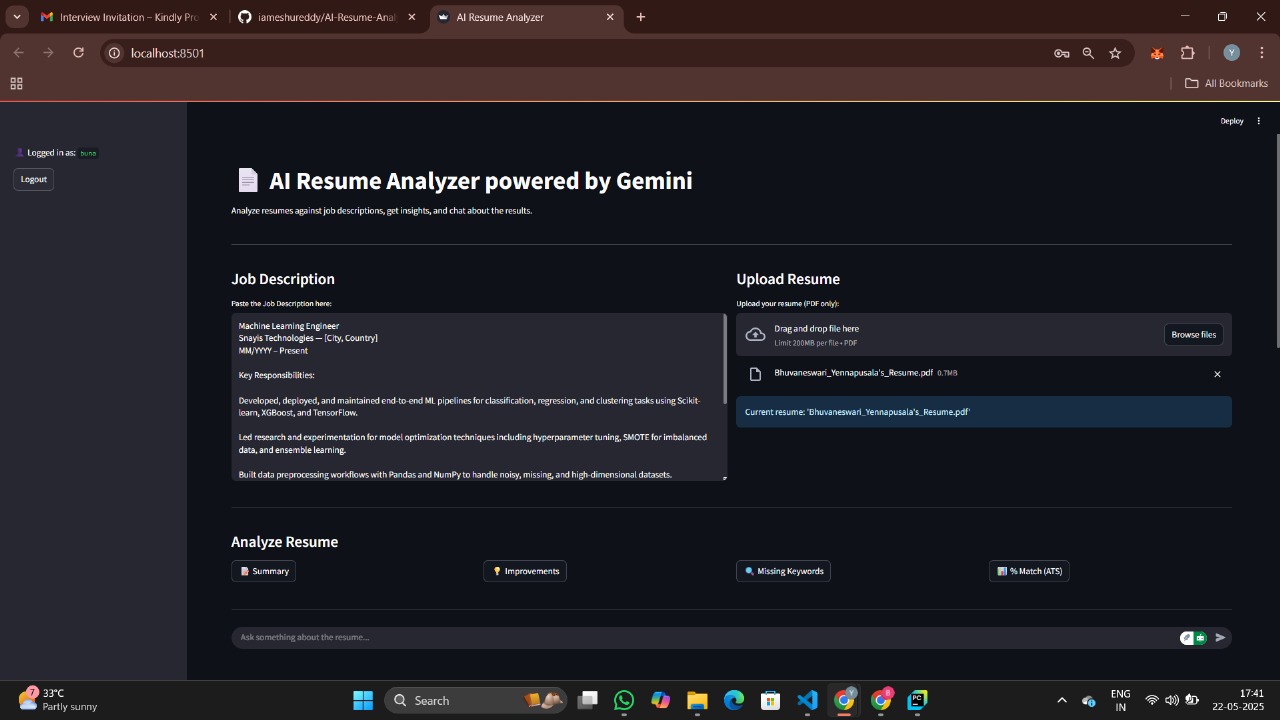 Interview Invitation – Kindly Pro
iameshureddy/AI-Resume-Anal
AI Resume Analyzer
localhost:8501
Y
All Bookmarks
Deploy
Logged in as: buna
Logout
AI Resume Analyzer powered by Gemini
Analyze resumes against job descriptions, get insights, and chat about the results.
Job Description
Paste the Job Description here:
Machine Learning Engineer
Snayis Technologies — [City, Country]
MM/YYYY – Present
Key Responsibilities:
Developed, deployed, and maintained end-to-end ML pipelines for classification, regression, and clustering tasks using Scikit-
learn, XGBoost, and TensorFlow.
Led research and experimentation for model optimization techniques including hyperparameter tuning, SMOTE for imbalanced
data, and ensemble learning.
Built data preprocessing workflows with Pandas and NumPy to handle noisy, missing, and high-dimensional datasets.
Upload Resume
Upload your resume (PDF only):
Drag and drop file here
Limit 200MB per file • PDF
Browse files
Bhuvaneswari_Yennapusala's_Resume.pdf 0.7MB
Current resume: 'Bhuvaneswari_Yennapusala's_Resume.pdf'
Analyze Resume
Summary
Improvements
Missing Keywords
% Match (ATS)
Ask something about the resume...
7
33°C
Partly sunny
Search
Y
8
PC
ENG
IN
17:41
22-05-2025